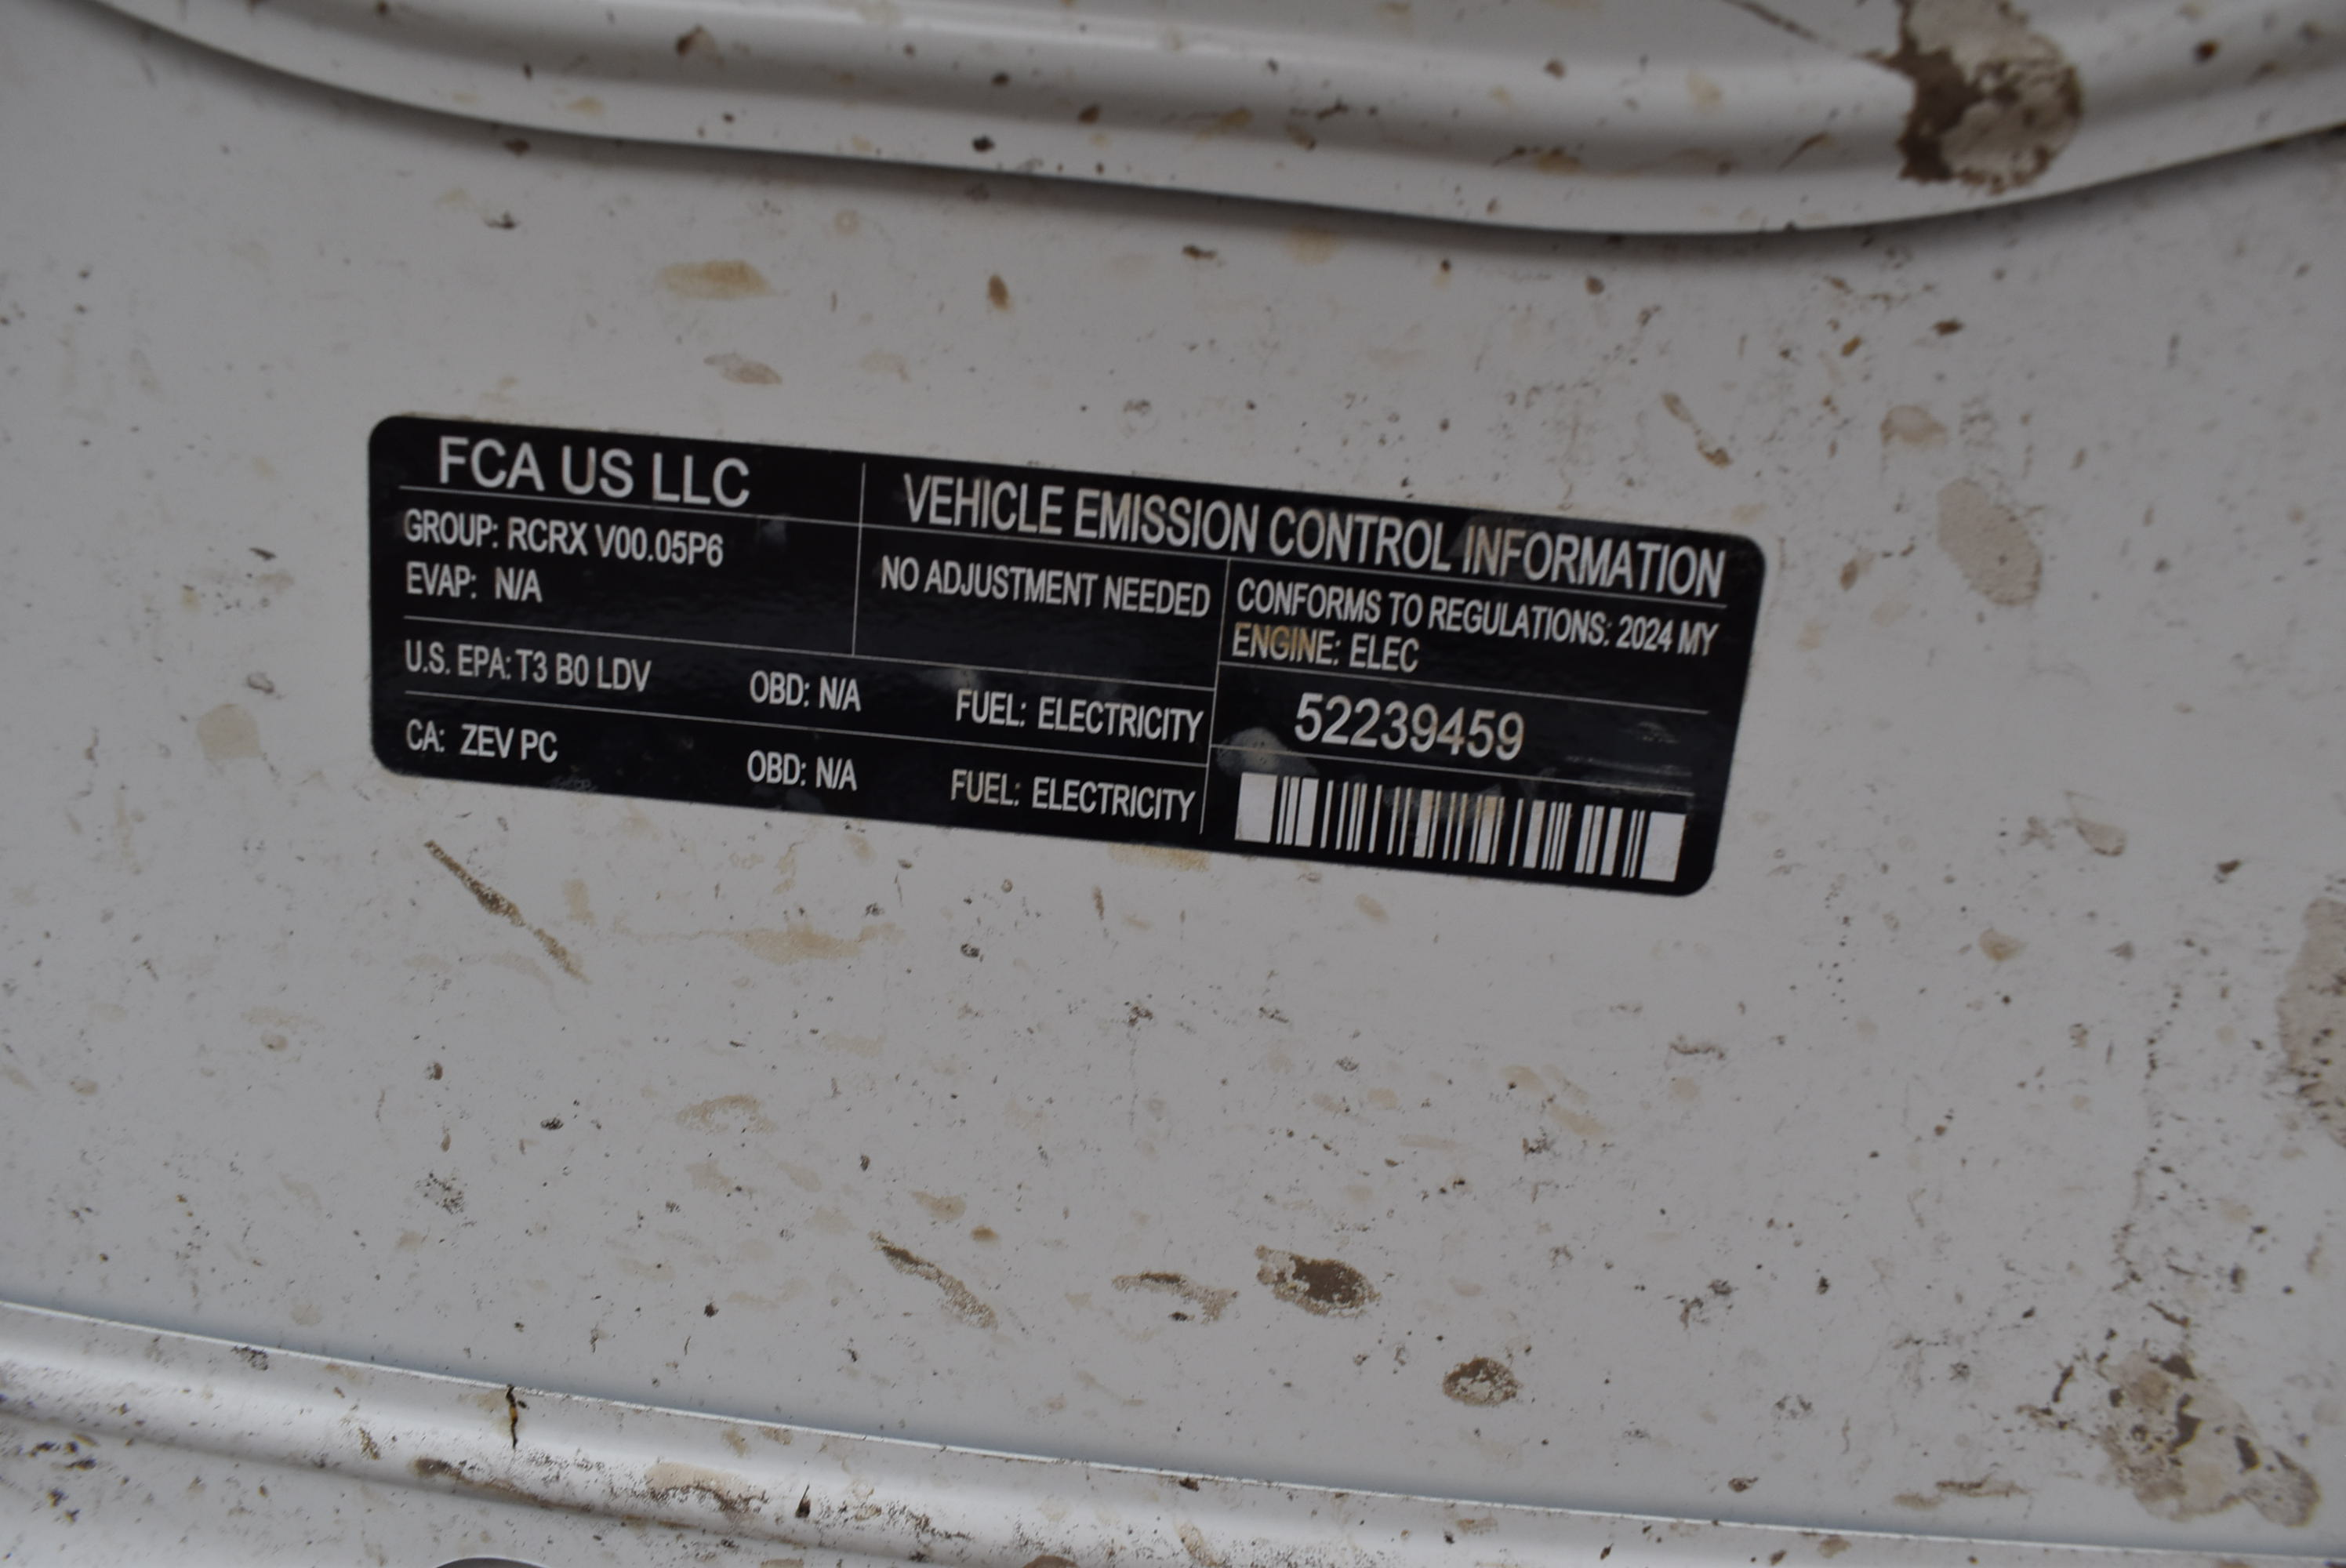 FCA US LLC
VEHICLE EMISSION CONTROL INFORMATION
GROUP: RCRX V00.05P6
EVAP: N/A
NO ADJUSTMENT NEEDED
CONFORMS TO REGULATIONS: 2024 MY
ENGINE: ELEC
U.S. EPA: T3 B0 LDV OBD: N/A FUEL: ELECTRICITY
CA: ZEV PC OBD: N/A FUEL: ELECTRICITY
52239459